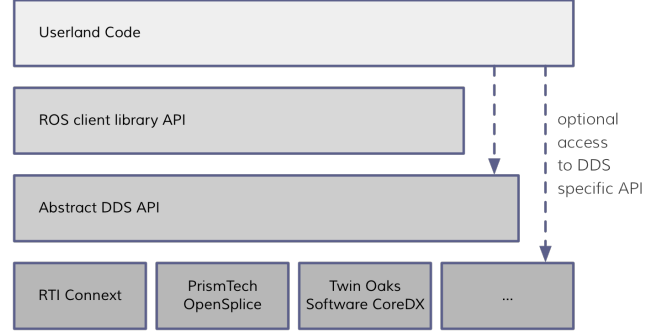 Userland Code
ROS client library API
optional
access
to DDS
specific API
Abstract DDS API
RTI Connext
PrismTech
OpenSplice
Twin Oaks
Software CoreDX
...